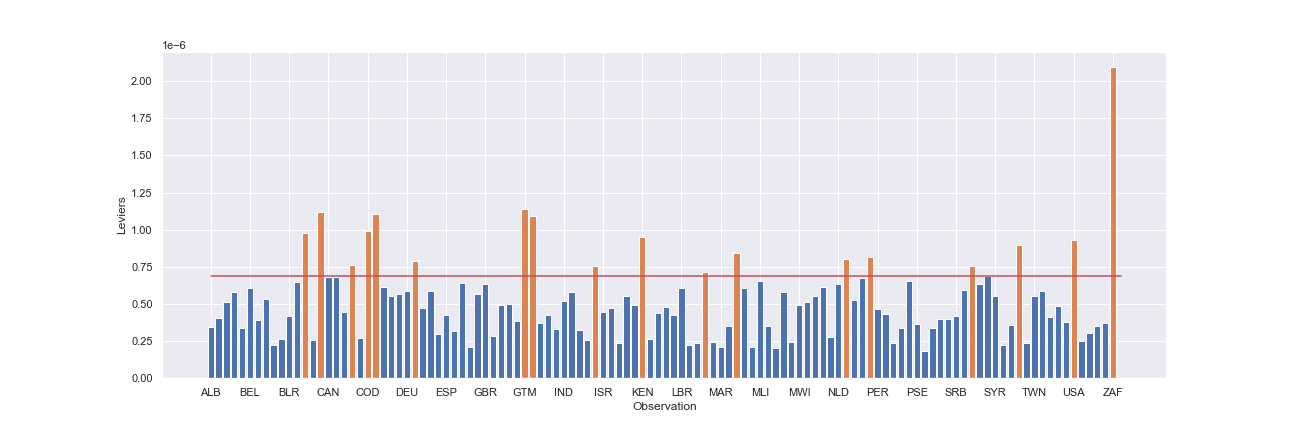 1e−6
2.00
1.75
1.50
1.25
1.00
0.75
0.50
0.25
0.00
Leviers
ALB BEL BLR CAN COD DEU ESP GBR GTM IND ISR KEN LBR MAR MLI MWI NLD PER PSE SRB SYR TWN USA ZAF
Observation